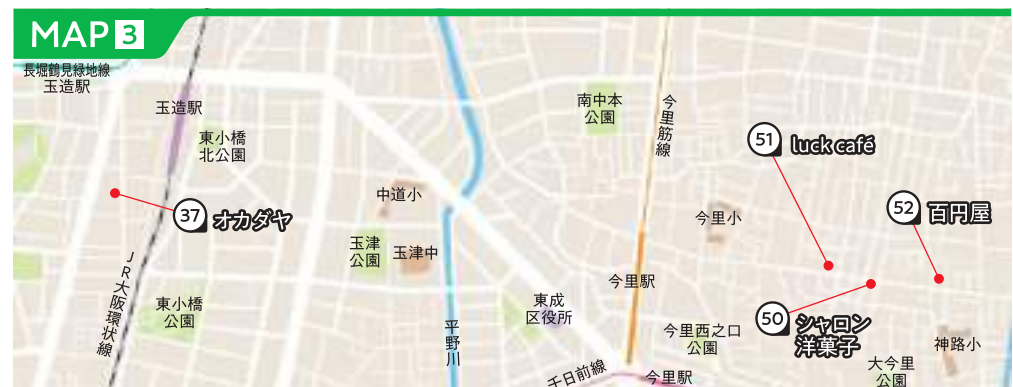 MAP 3
長堀鶴見緑地線
玉造駅
玉造駅
東小橋
北公園
37 オカダヤ
JR大阪環状線
東小橋
公園
中道小
玉津
公園
玉津中
平野川
南中本
公園
今里筋線
今里小
今里駅
東成
区役所
千日前線
今里駅
今里西之口
公園
51 luck café
52 百円屋
50 シャロン
洋菓子
神路小
大今里
公園